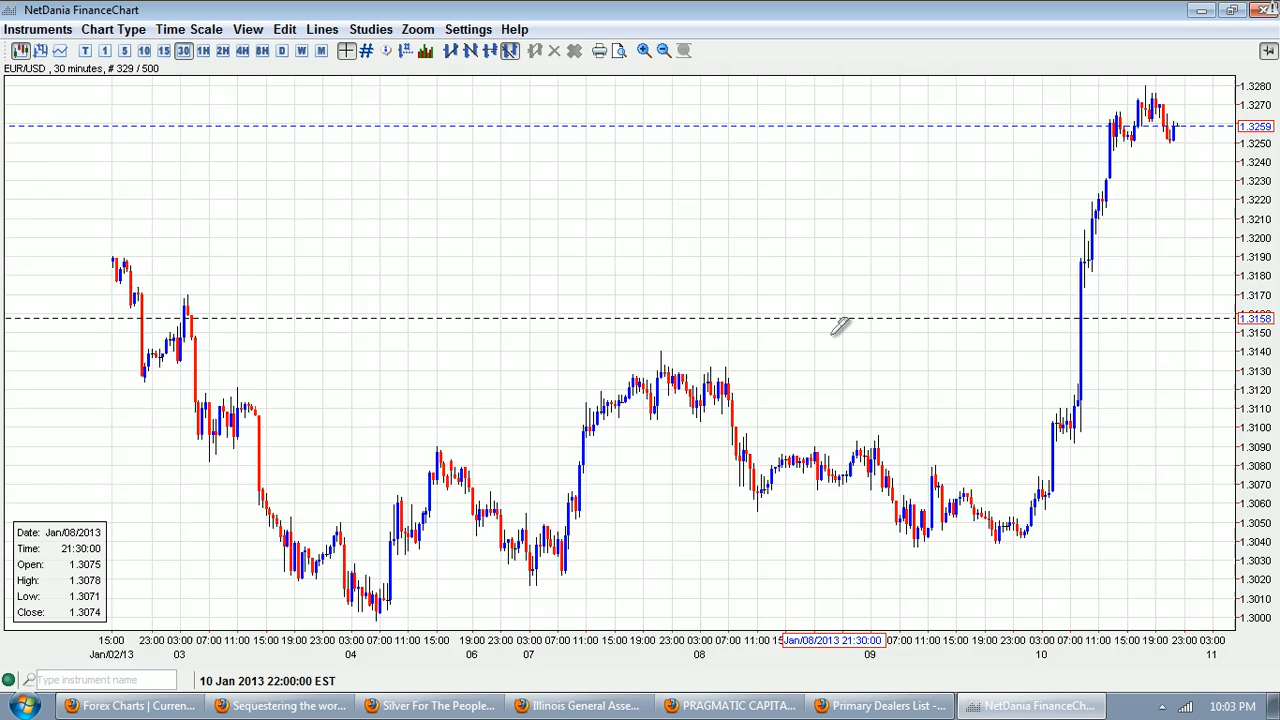 NetDania FinanceChart
Instruments Chart Type Time Scale View Edit Lines Studies Zoom Settings Help
T 1 5 10 15 30 1H 2H 4H 8H D W M
EUR/USD , 30 minutes, # 329 / 500
1.3280
1.3270
1.3259
1.3250
1.3240
1.3230
1.3220
1.3210
1.3200
1.3190
1.3180
1.3170
1.3158
1.3150
1.3140
1.3130
1.3120
1.3110
1.3100
1.3090
1.3080
1.3070
1.3060
1.3050
1.3040
1.3030
1.3020
1.3010
1.3000
Date: Jan/08/2013
Time: 21:30:00
Open: 1.3075
High: 1.3078
Low: 1.3071
Close: 1.3074
15:00 23:00 03:00 07:00 11:00 15:00 19:00 23:00 03:00 07:00 11:00 15:00 19:00 23:00 03:00 07:00 11:00 15:00 19:00 23:00 03:00 07:00 11:00 Jan/08/2013 21:30:00 07:00 11:00 15:00 19:00 23:00 03:00 07:00 11:00 15:00 19:00 23:00 03:00
Jan/02/13 03 04 06 07 08 09 10 11
Type instrument name 10 Jan 2013 22:00:00 EST
Forex Charts | Curren... Sequestering the wor... Silver For The People... Illinois General Asse... PRAGMATIC CAPITA... Primary Dealers List -... NetDania FinanceCh... 10:03 PM